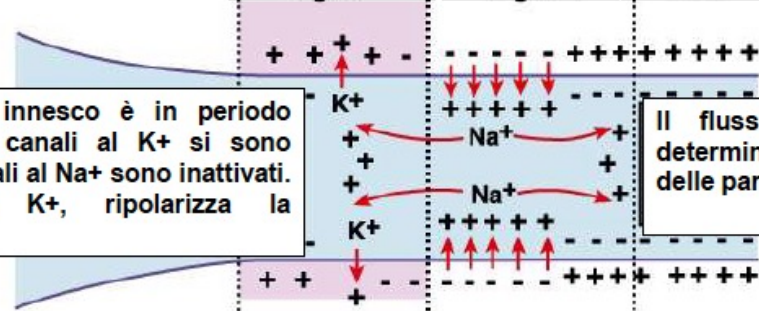 innesco è in periodo
canali al K+ si sono
ali al Na+ sono inattivati.
K+, ripolarizza la
+ + + + - - - - - - + + + + + + + + +
- K+ + + + + + - - - - - - - -
+ Na+ +
+ +
+ Na+ +
K+ + + + + +
- - - - - - - - -
+ + - - - - - - - + + + + + + + +
+
Il fluss
determin
delle par